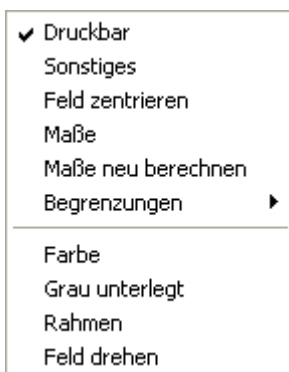 Druckbar
Sonstiges
Feld zentrieren
Maße
Maße neu berechnen
Begrenzungen
Farbe
Grau unterlegt
Rahmen
Feld drehen